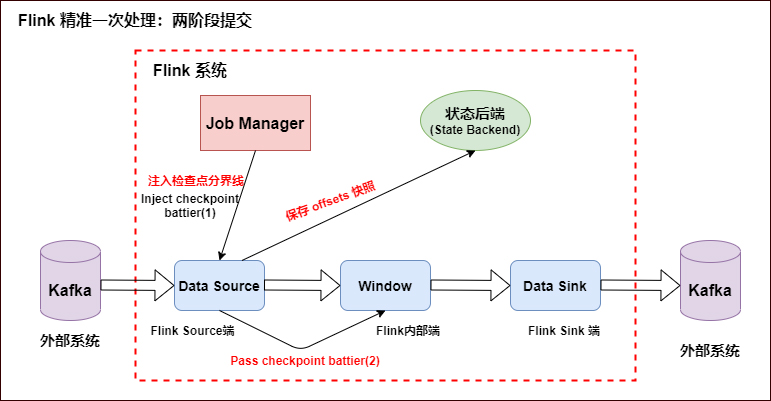 Flink 精准一次处理：两阶段提交
Flink 系统
Job Manager
状态后端
(State Backend)
注入检查点分界线
Inject checkpoint
battier(1)
保存 offsets 快照
Kafka
Data Source
Window
Data Sink
Kafka
外部系统
Flink Source端
Flink内部端
Flink Sink 端
外部系统
Pass checkpoint battier(2)